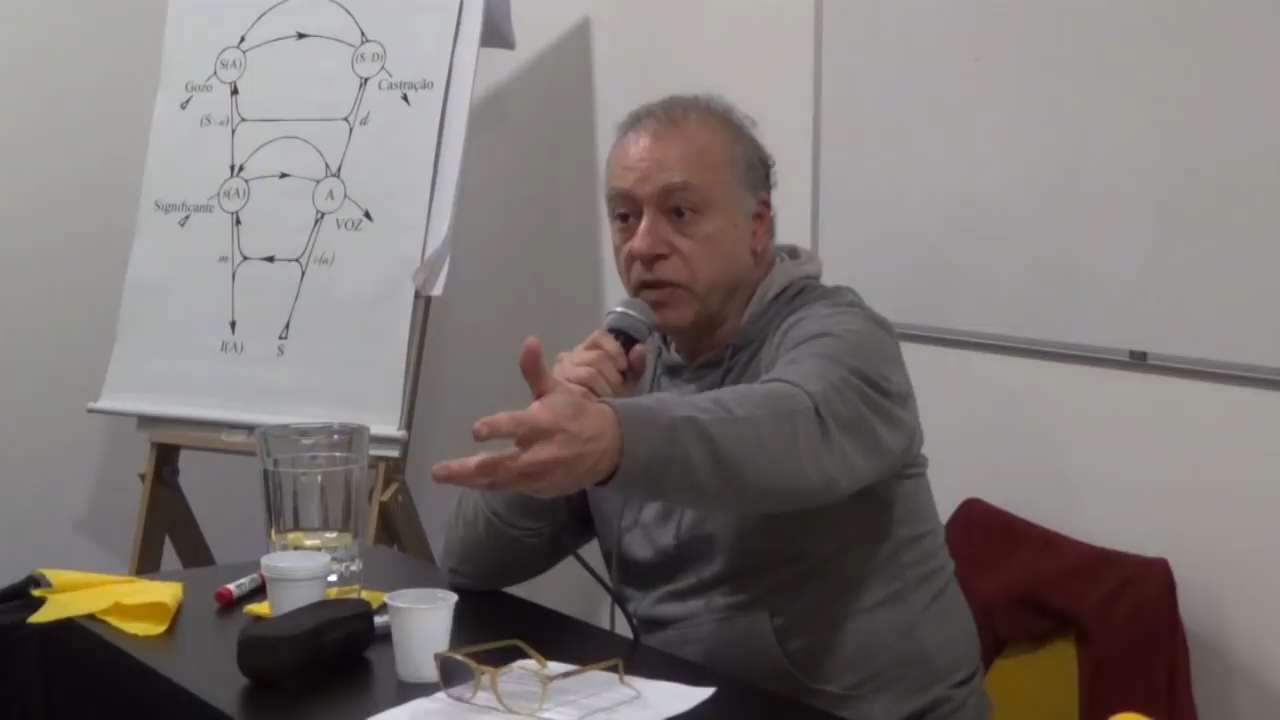 S(A)
(S◇D)
Gozo
Castração
(S◇a)
d
s(A)
A
Significante
VOZ
m
i(a)
I(A)
S